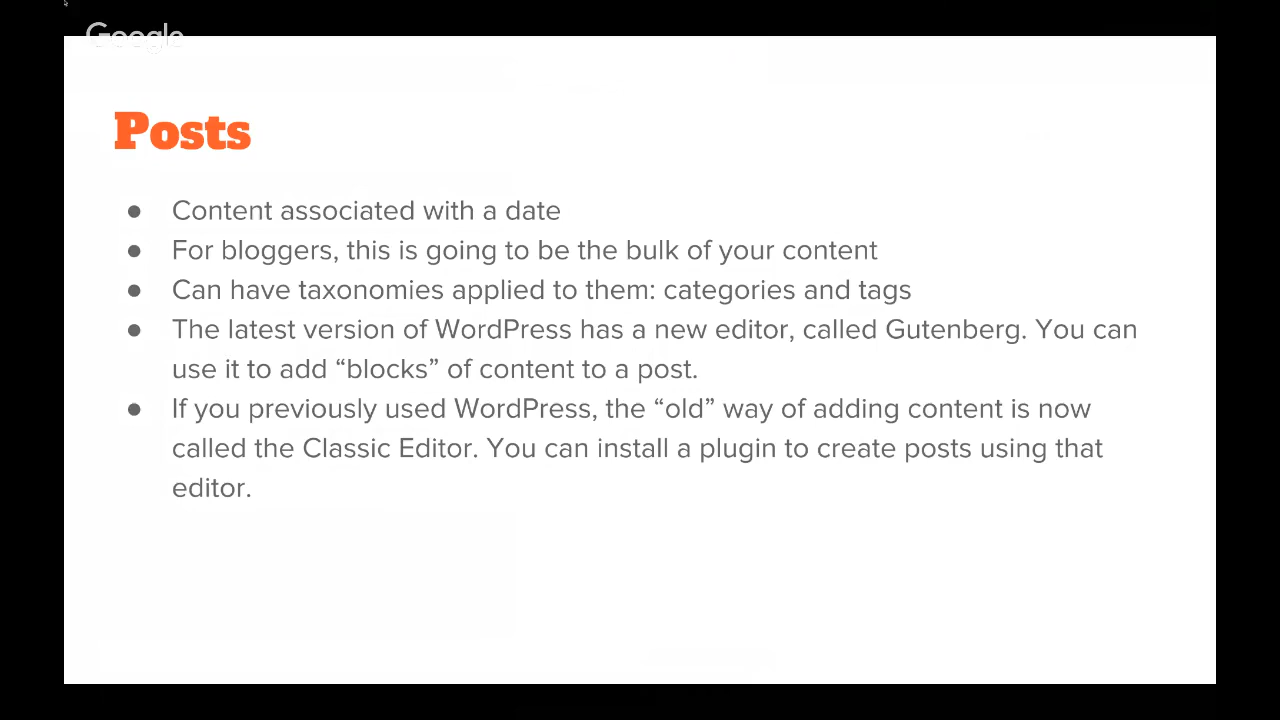 Google
Posts
● Content associated with a date
● For bloggers, this is going to be the bulk of your content
● Can have taxonomies applied to them: categories and tags
● The latest version of WordPress has a new editor, called Gutenberg. You can
use it to add “blocks” of content to a post.
● If you previously used WordPress, the “old” way of adding content is now
called the Classic Editor. You can install a plugin to create posts using that
editor.